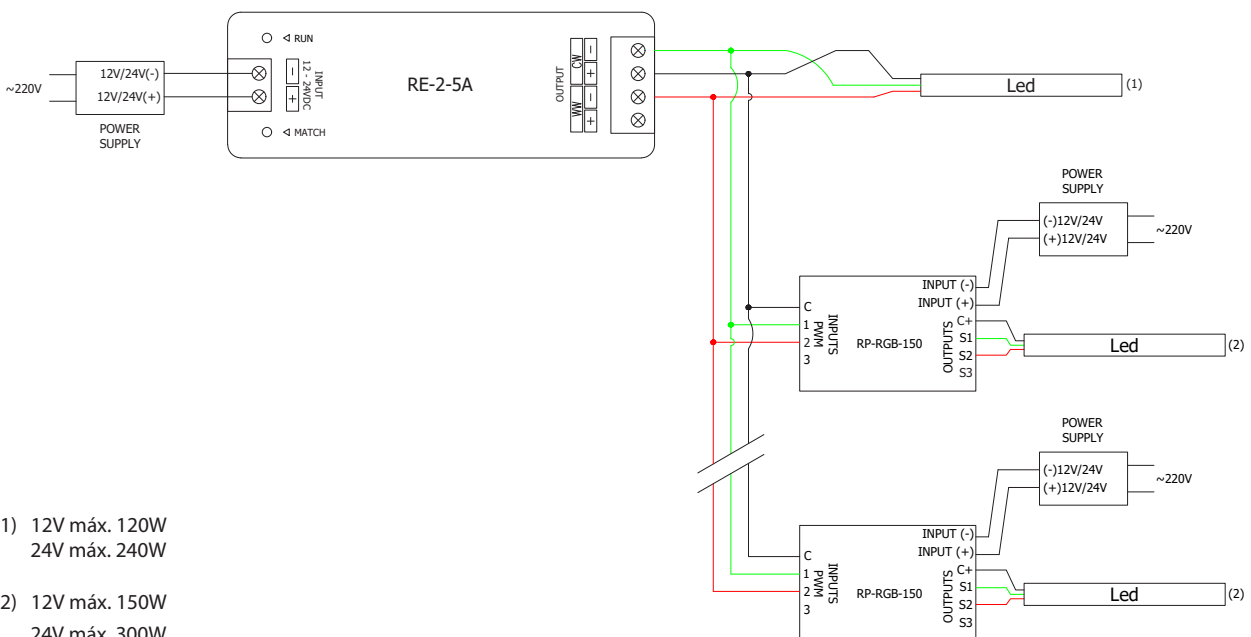 RUN
12V/24V(-)
12V/24V(+)
~220V
POWER
SUPPLY
−
+
INPUT
12 - 24VDC
MATCH
RE-2-5A
OUTPUT
CW
−
+
WW
−
+
Led
(1)
POWER
SUPPLY
(-)12V/24V
(+)12V/24V
~220V
INPUT (-)
INPUT (+)
C
1
2
3
INPUTS
PWM
RP-RGB-150
OUTPUTS
C+
S1
S2
S3
Led
(2)
POWER
SUPPLY
(-)12V/24V
(+)12V/24V
~220V
INPUT (-)
INPUT (+)
C
1
2
3
INPUTS
PWM
RP-RGB-150
OUTPUTS
C+
S1
S2
S3
Led
(2)
1) 12V máx. 120W
24V máx. 240W
2) 12V máx. 150W
24V máx. 300W